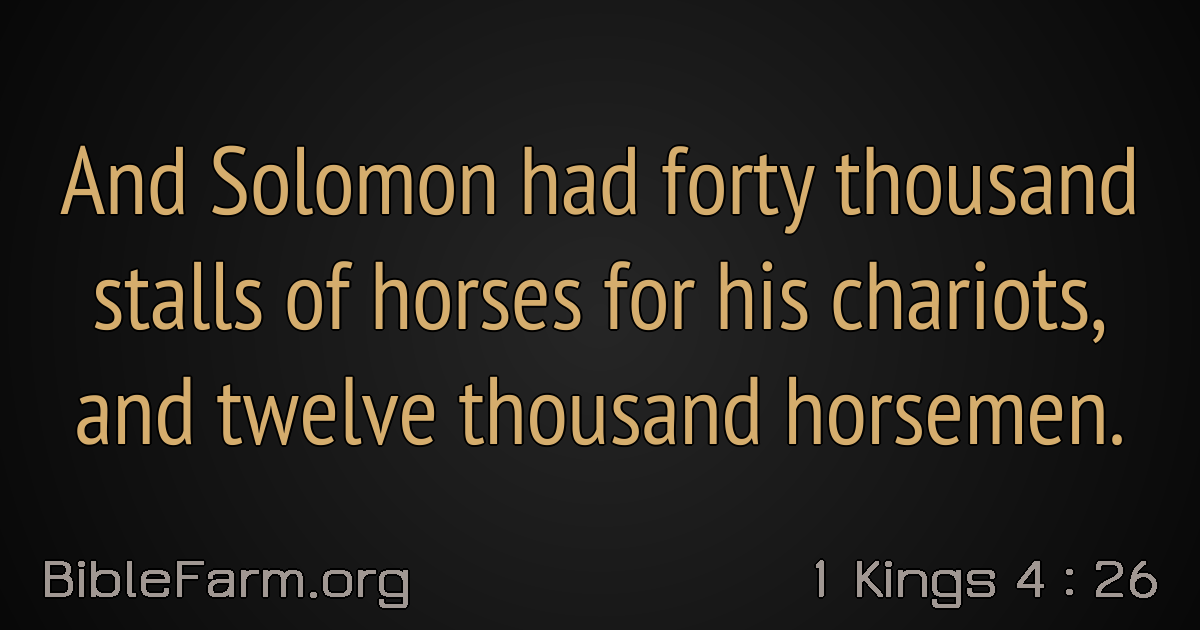 And Solomon had forty thousand
stalls of horses for his chariots,
and twelve thousand horsemen.
BibleFarm.org
1 Kings 4 : 26